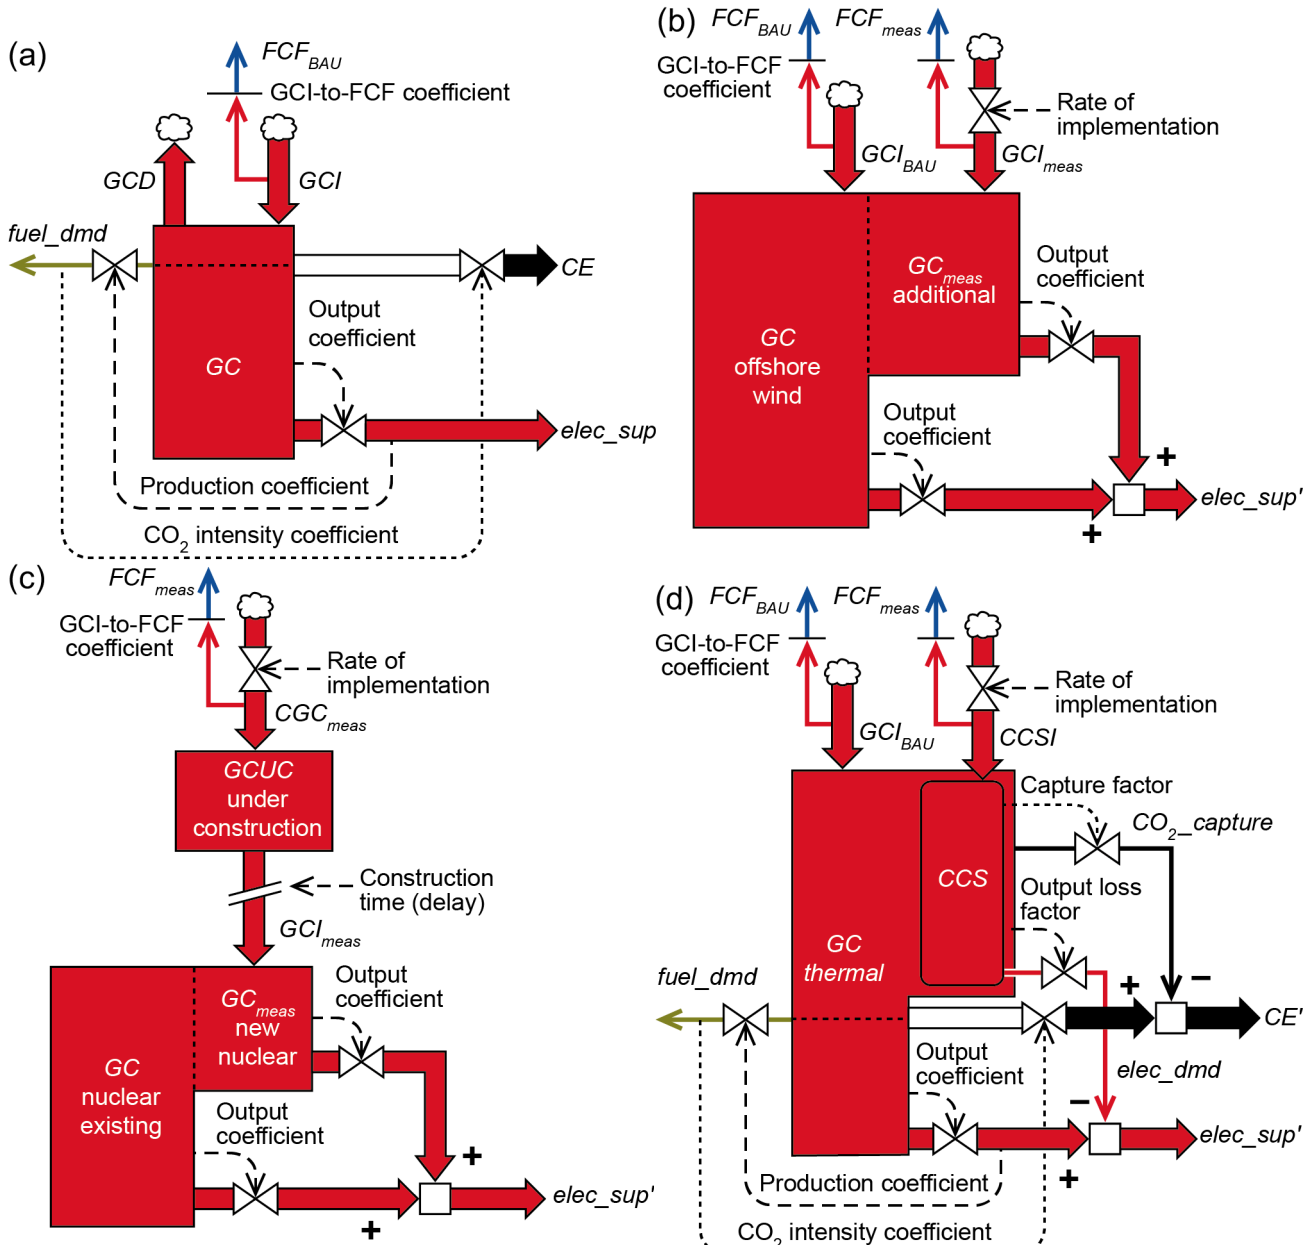 (a)
FCF_BAU
GCI-to-FCF coefficient
GCD
GCI
fuel_dmd
CE
Output
coefficient
GC
elec_sup
Production coefficient
CO2 intensity coefficient
(b)
FCF_BAU
FCF_meas
GCI-to-FCF
coefficient
Rate of
implementation
GCI_BAU
GCI_meas
GC_meas
additional
Output
coefficient
GC
offshore
wind
Output
coefficient
+
elec_sup'
+
(c)
FCF_meas
GCI-to-FCF
coefficient
Rate of
implementation
CGC_meas
GCUC
under
construction
Construction
time (delay)
GCI_meas
Output
coefficient
GC_meas
new
nuclear
GC
nuclear
existing
Output
coefficient
+
elec_sup'
+
(d)
FCF_BAU
FCF_meas
GCI-to-FCF
coefficient
Rate of
implementation
GCI_BAU
CCSI
Capture factor
CO2_capture
CCS
Output loss
factor
GC
thermal
fuel_dmd
+
−
CE'
Output
coefficient
elec_dmd
−
elec_sup'
+
Production coefficient
CO2 intensity coefficient